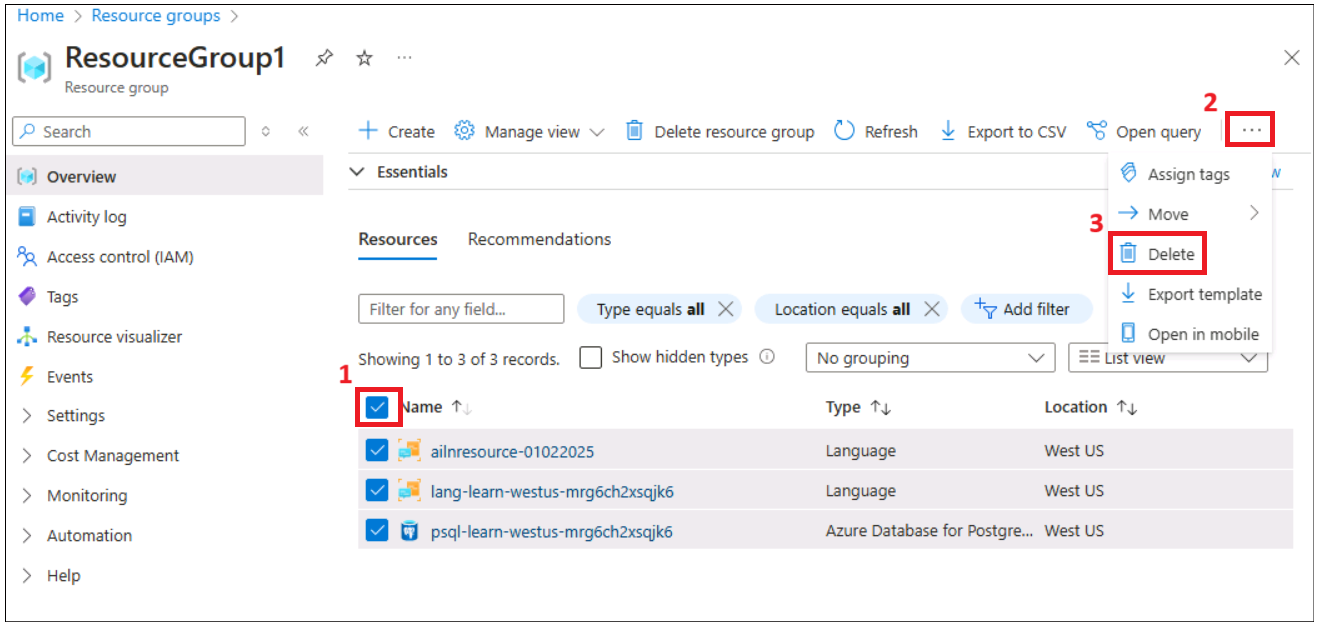 Home > Resource groups >
ResourceGroup1 ...
Resource group
Search
Overview
Activity log
Access control (IAM)
Tags
Resource visualizer
Events
Settings
Cost Management
Monitoring
Automation
Help
2
+ Create Manage view Delete resource group Refresh Export to CSV Open query ...
Essentials
w
Assign tags
Move >
3
Delete
Export template
Open in mobile
Resources Recommendations
Filter for any field... Type equals all Location equals all Add filter
Showing 1 to 3 of 3 records. Show hidden types No grouping List view
1
Name ↑↓ Type ↑↓ Location ↑↓
ailnresource-01022025 Language West US
lang-learn-westus-mrg6ch2xsqjk6 Language West US
psql-learn-westus-mrg6ch2xsqjk6 Azure Database for Postgre... West US